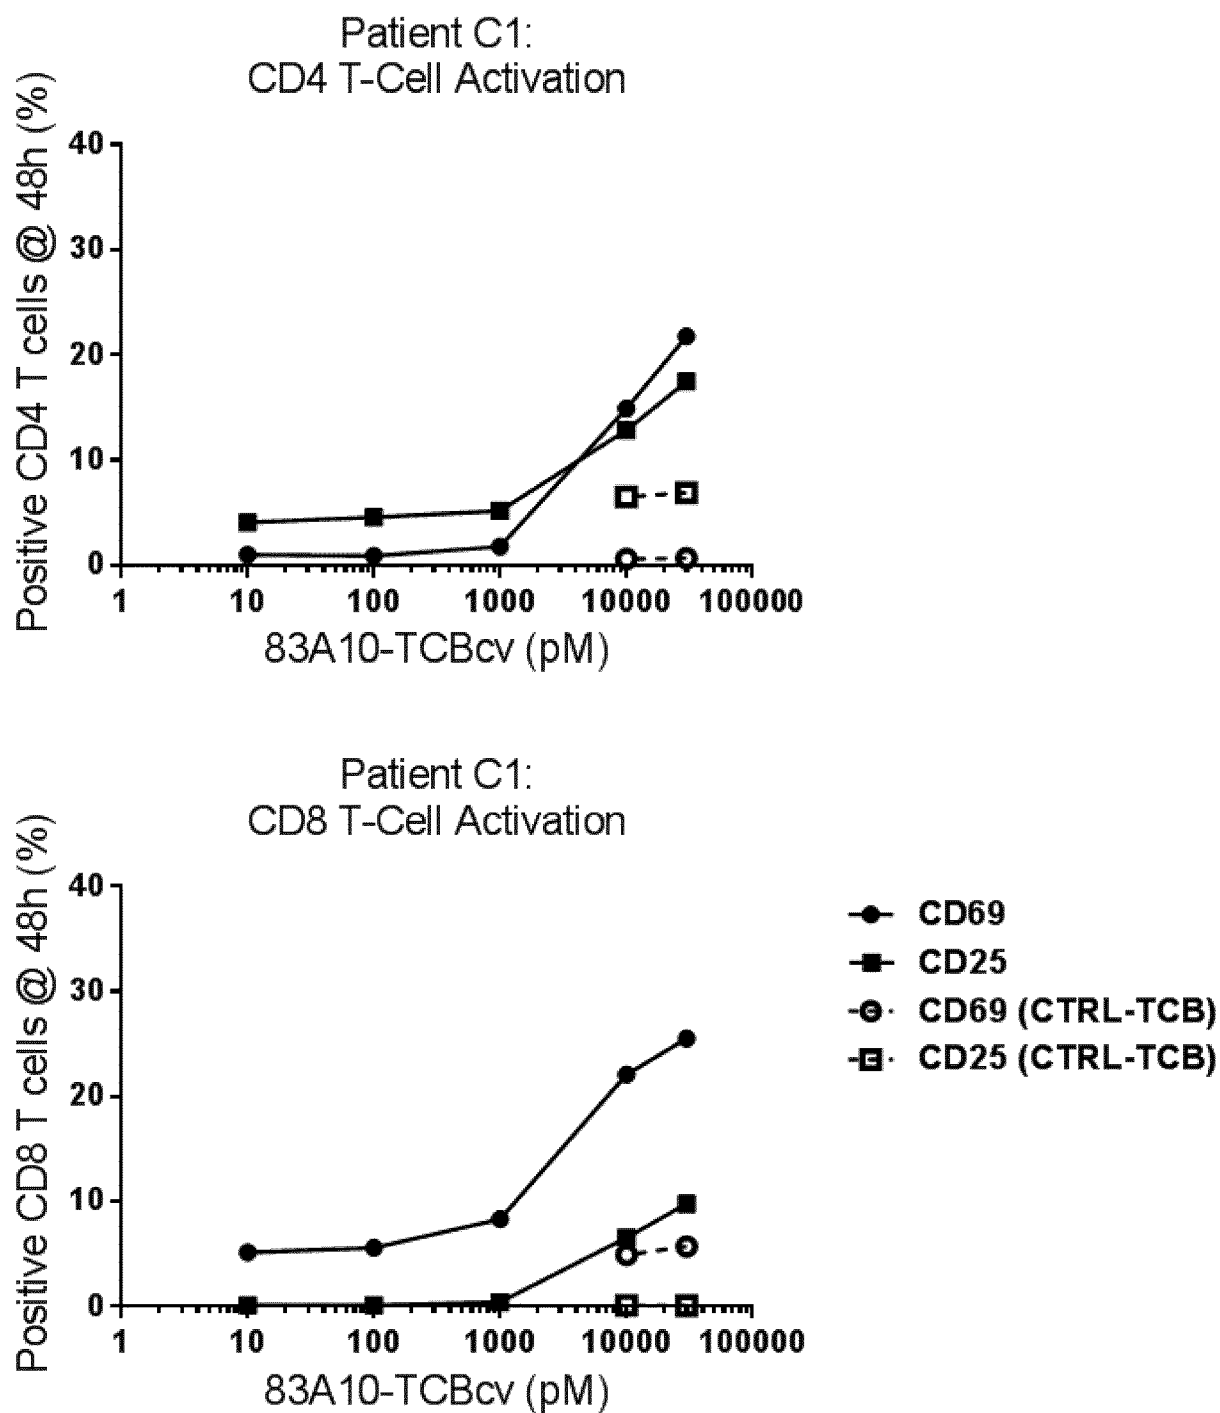 Patient C1:
CD4 T-Cell Activation
Positive CD4 T cells @ 48h (%)
40
30
20
10
0
1 10 100 1000 10000 100000
83A10-TCBcv (pM)
Patient C1:
CD8 T-Cell Activation
Positive CD8 T cells @ 48h (%)
40
30
20
10
0
1 10 100 1000 10000 100000
83A10-TCBcv (pM)
CD69
CD25
CD69 (CTRL-TCB)
CD25 (CTRL-TCB)